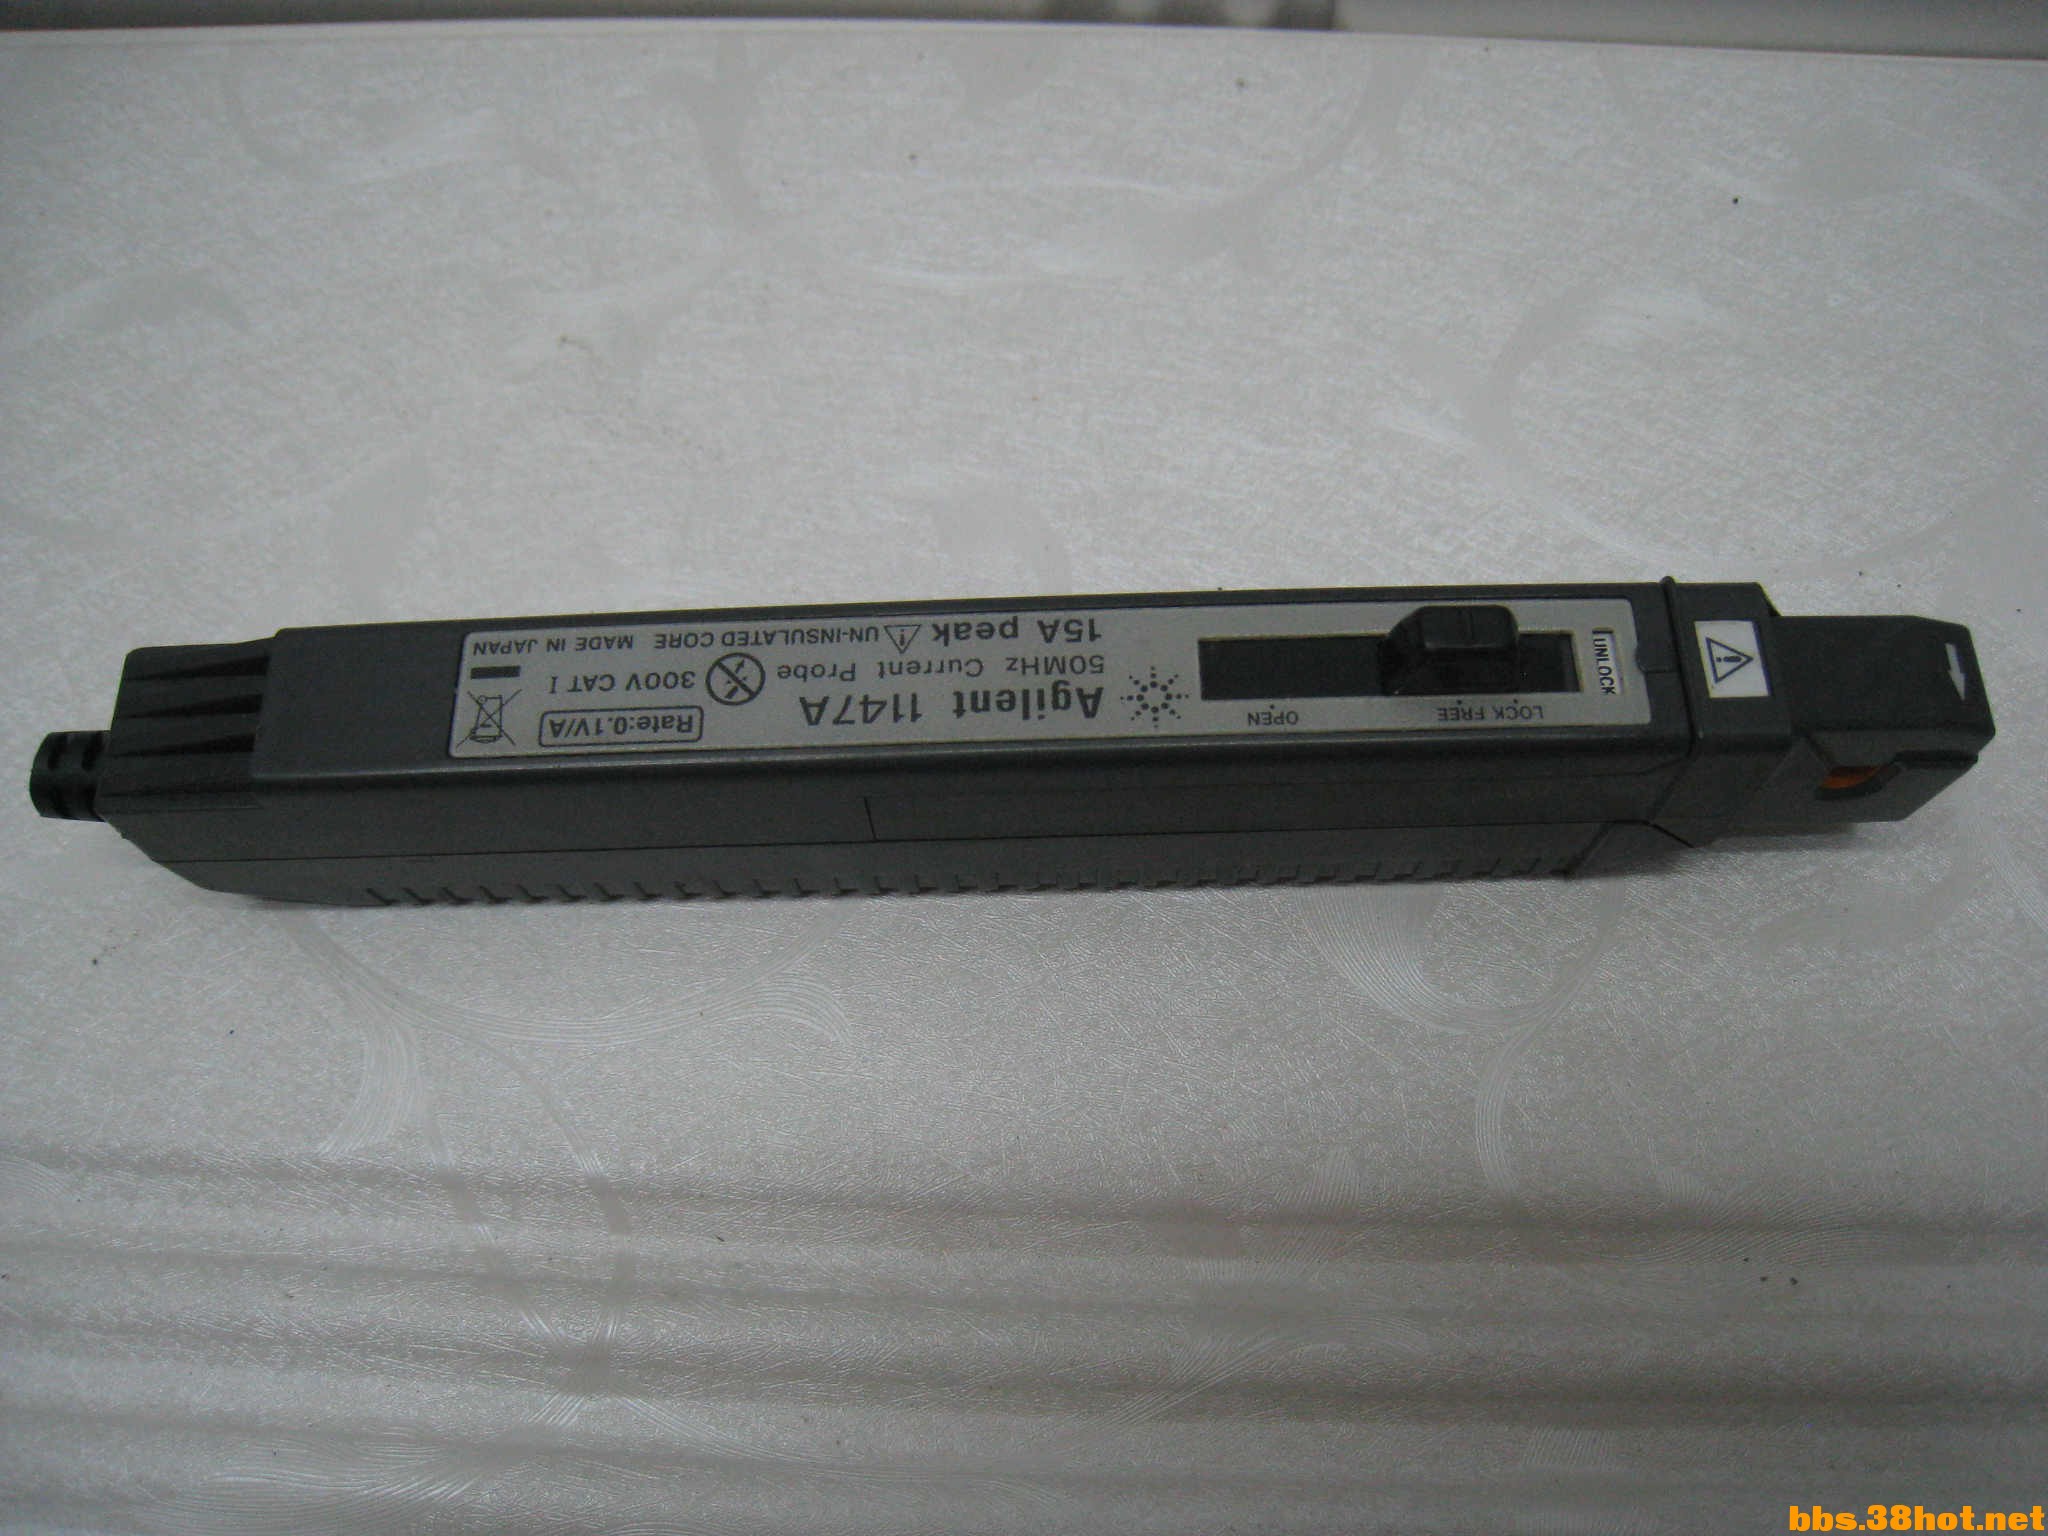 Agilent 1147A
50MHz Current Probe
15A peak
Rate:0.1V/A
300V CAT I
UN-INSULATED CORE MADE IN JAPAN
OPEN
LOCK FREE
UNLOCK
bbs.38hot.net